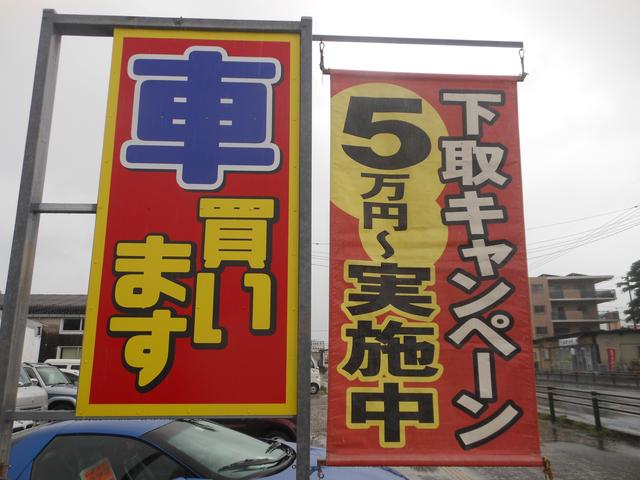 車
買い
ます
下取キャンペーン
5万円～
実施中